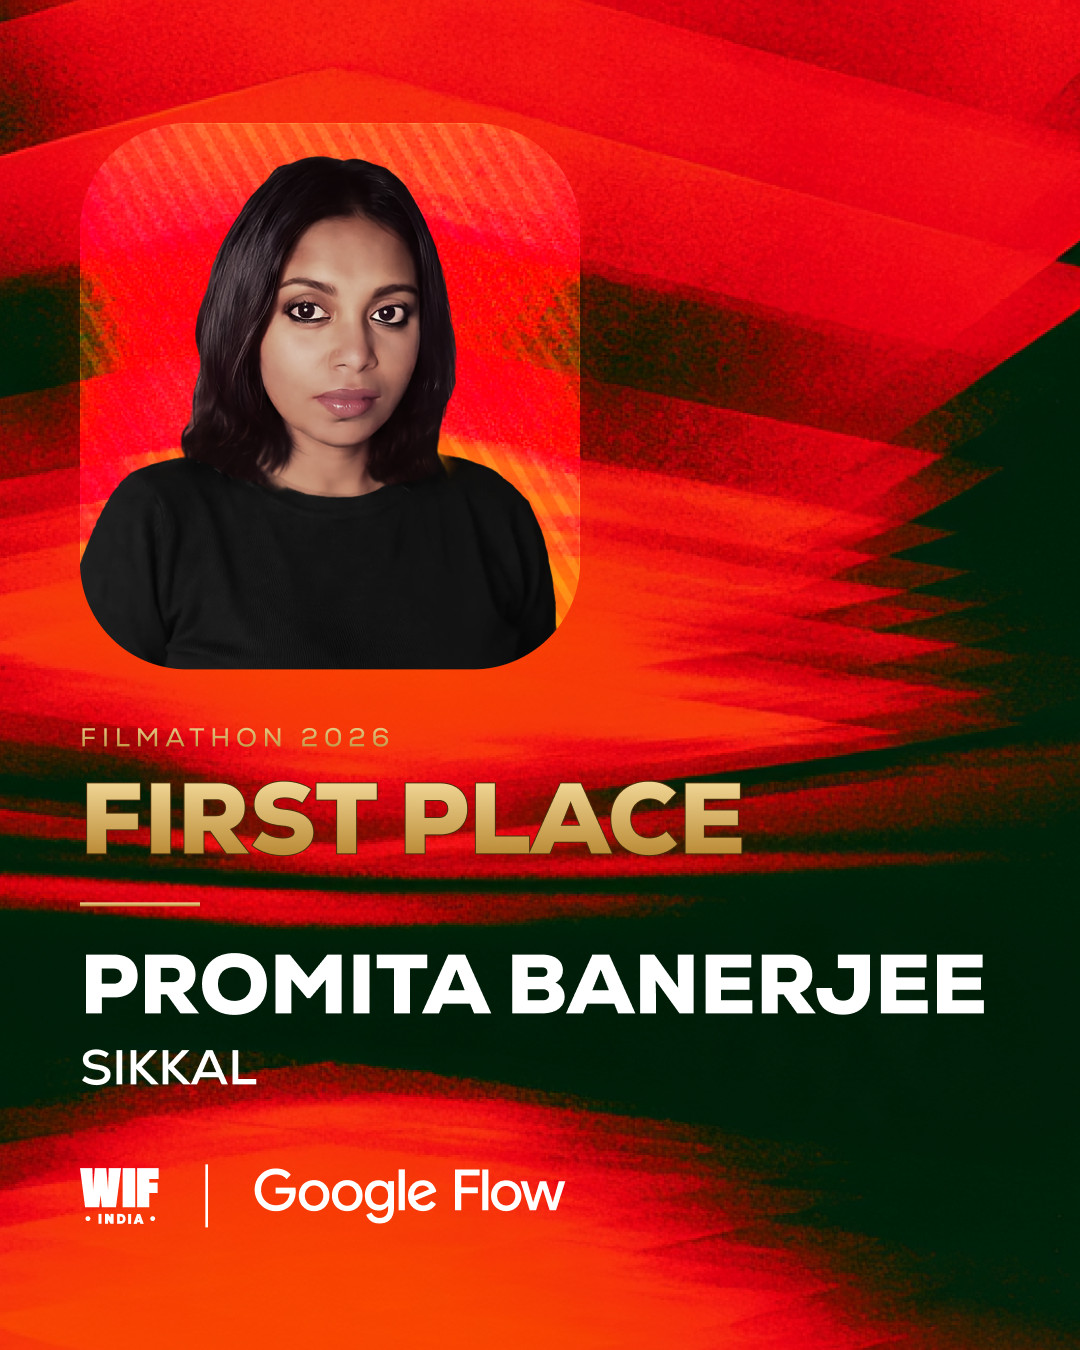 FILMATHON 2026
FIRST PLACE
PROMITA BANERJEE
SIKKAL
WIF
• INDIA •
Google Flow